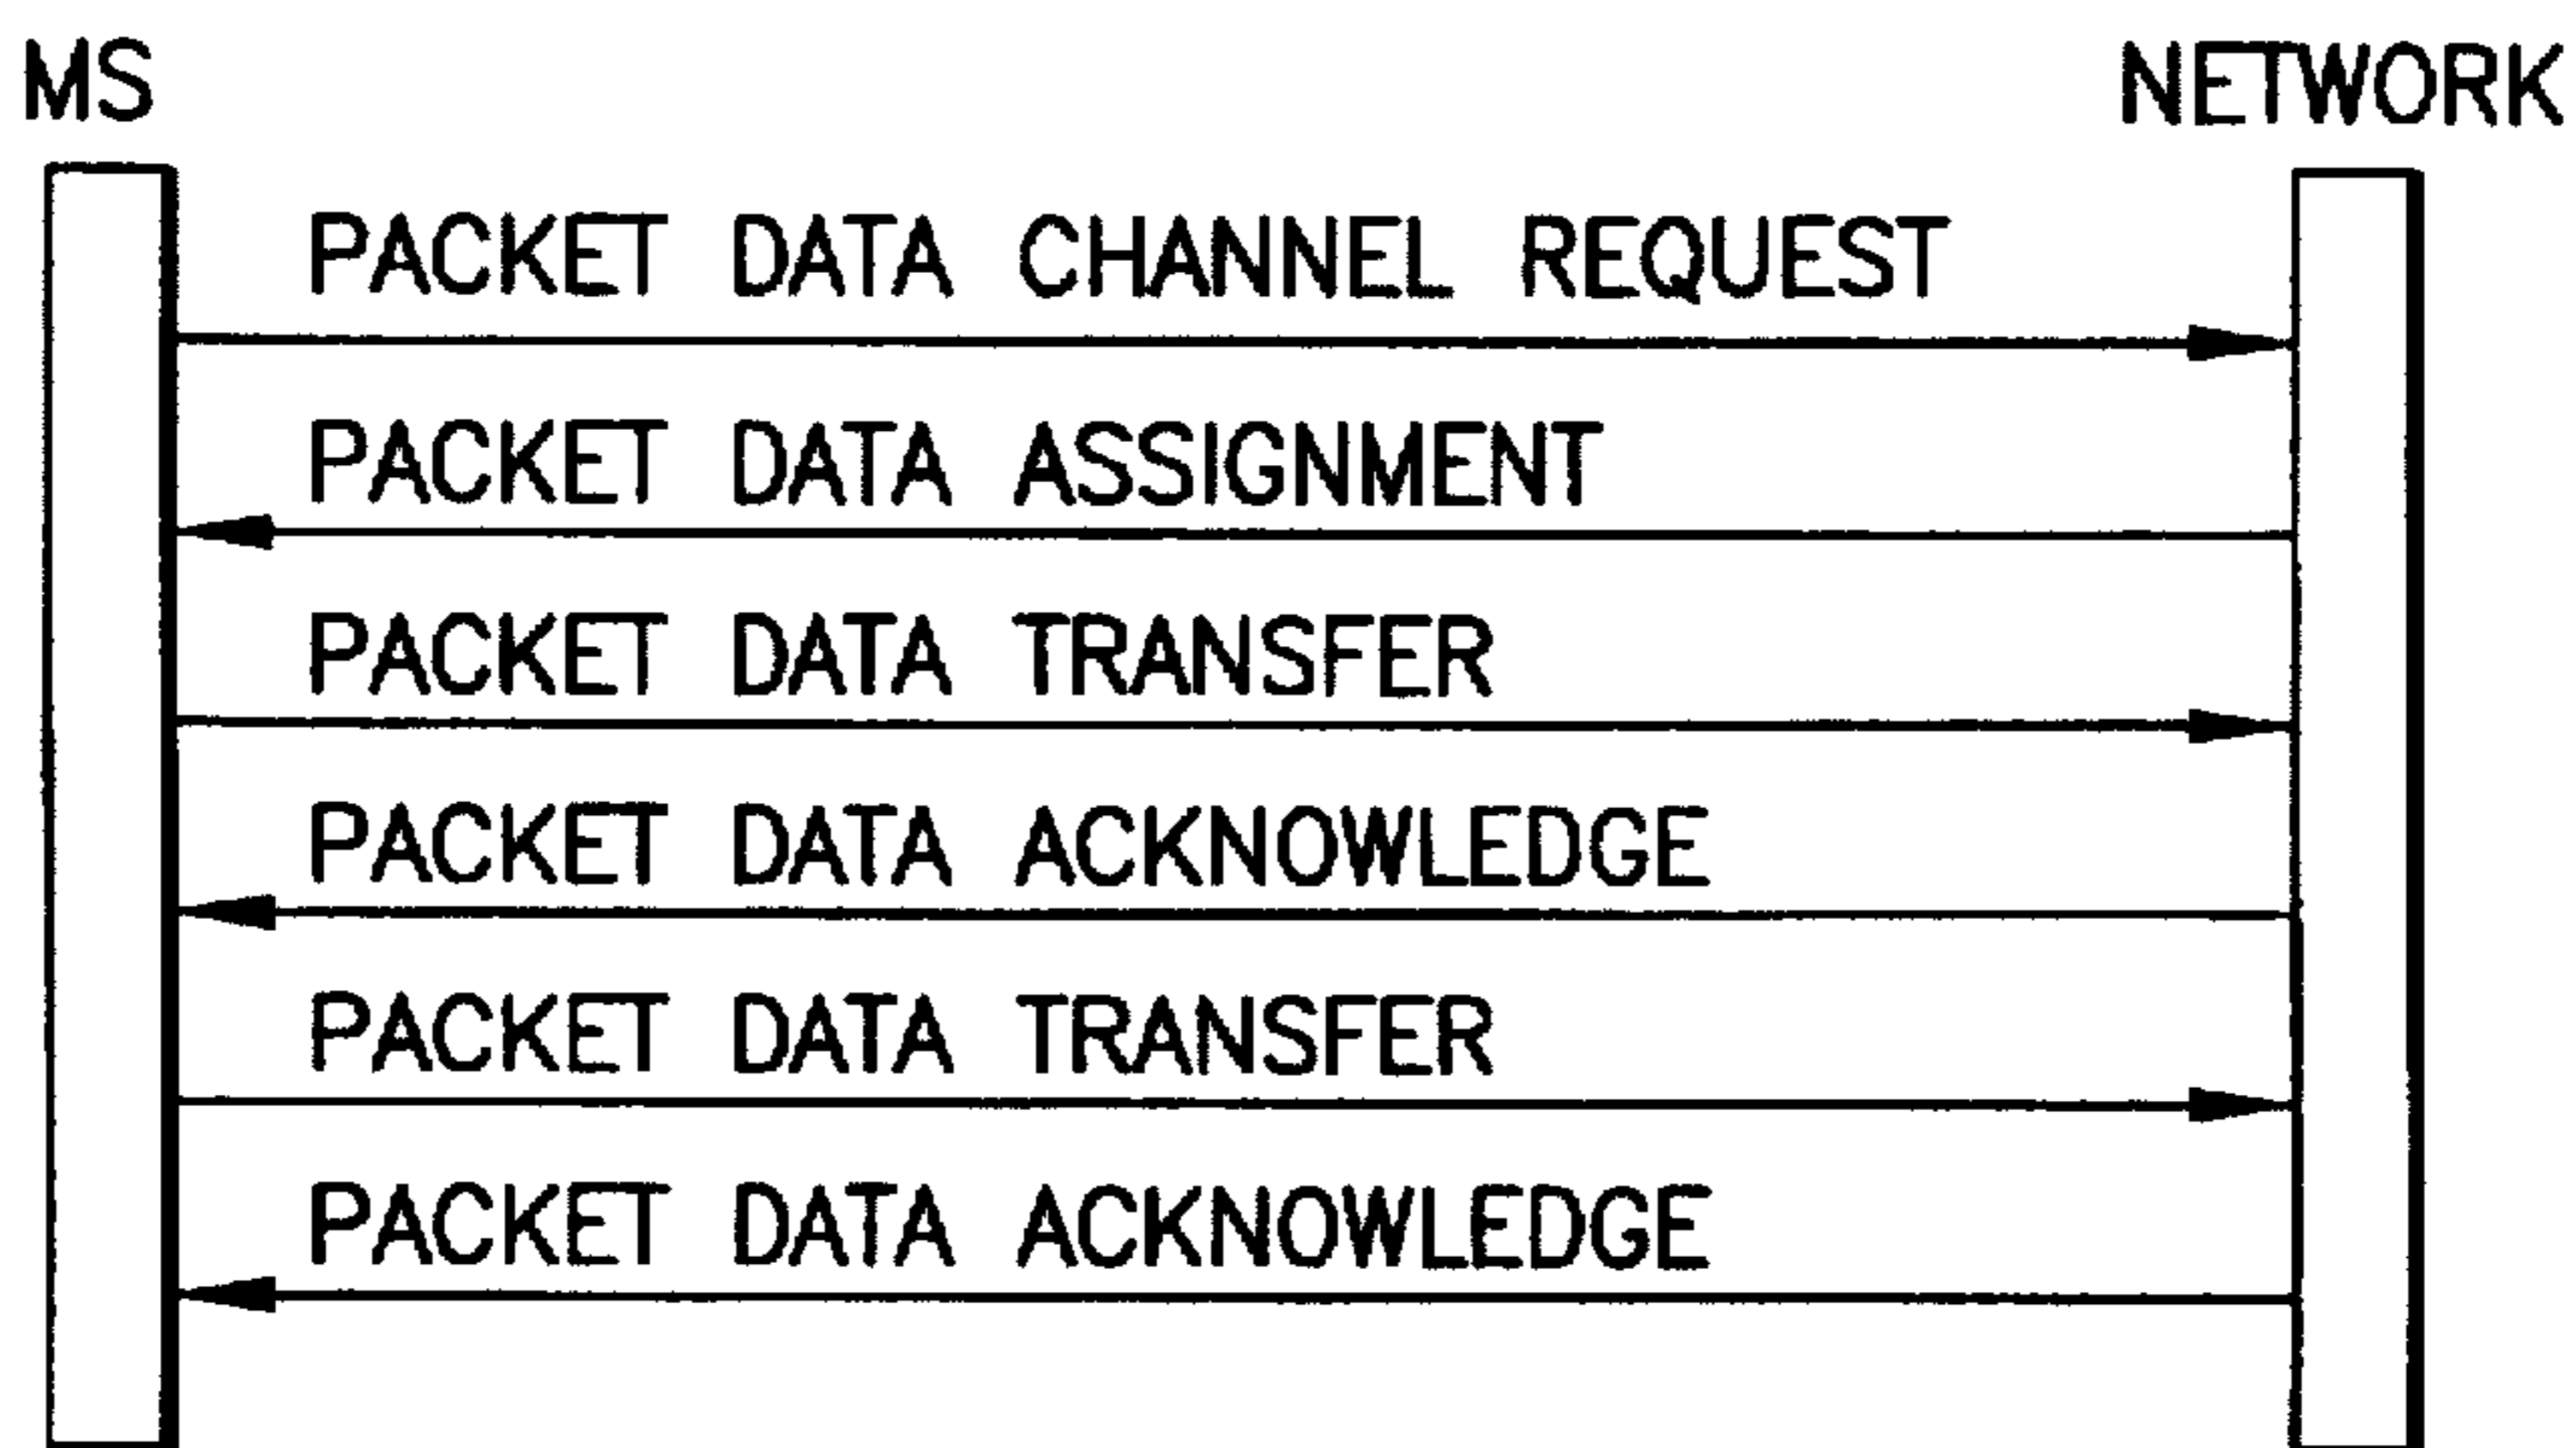 MS NETWORK
PACKET DATA CHANNEL REQUEST
PACKET DATA ASSIGNMENT
PACKET DATA TRANSFER
PACKET DATA ACKNOWLEDGE
PACKET DATA TRANSFER
PACKET DATA ACKNOWLEDGE